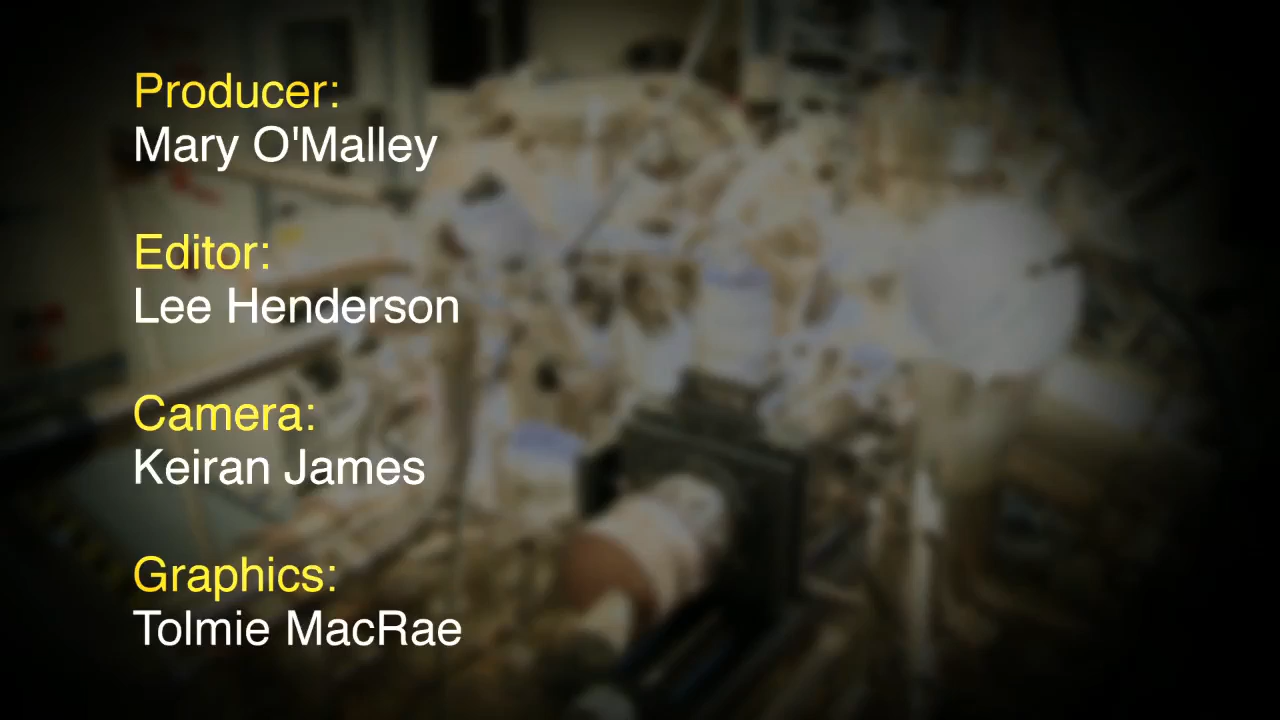 Producer:
Mary O'Malley
Editor:
Lee Henderson
Camera:
Keiran James
Graphics:
Tolmie MacRae